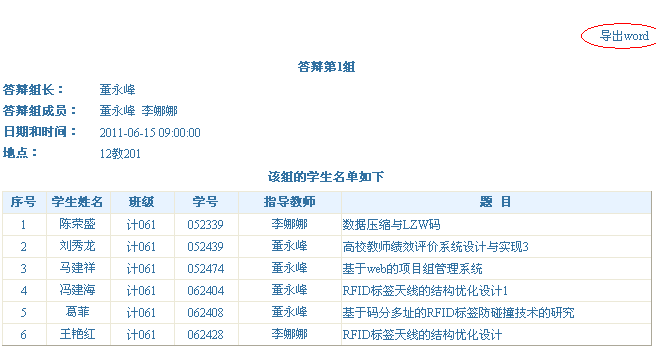 导出word
答辩第1组
答辩组长： 董永峰
答辩组成员： 董永峰 李娜娜
日期和时间： 2011-06-15 09:00:00
地点： 12教201
该组的学生名单如下
序号 学生姓名 班级 学号 指导教师 题 目
1 陈荣盛 计061 052339 李娜娜 数据压缩与LZW码
2 刘秀龙 计061 052439 董永峰 高校教师绩效评价系统设计与实现3
3 马建祥 计061 052474 董永峰 基于web的项目组管理系统
4 冯建海 计061 062404 董永峰 RFID标签天线的结构优化设计1
5 葛菲 计061 062408 董永峰 基于码分多址的RFID标签防碰撞技术的研究
6 王艳红 计061 062428 李娜娜 RFID标签天线的结构优化设计